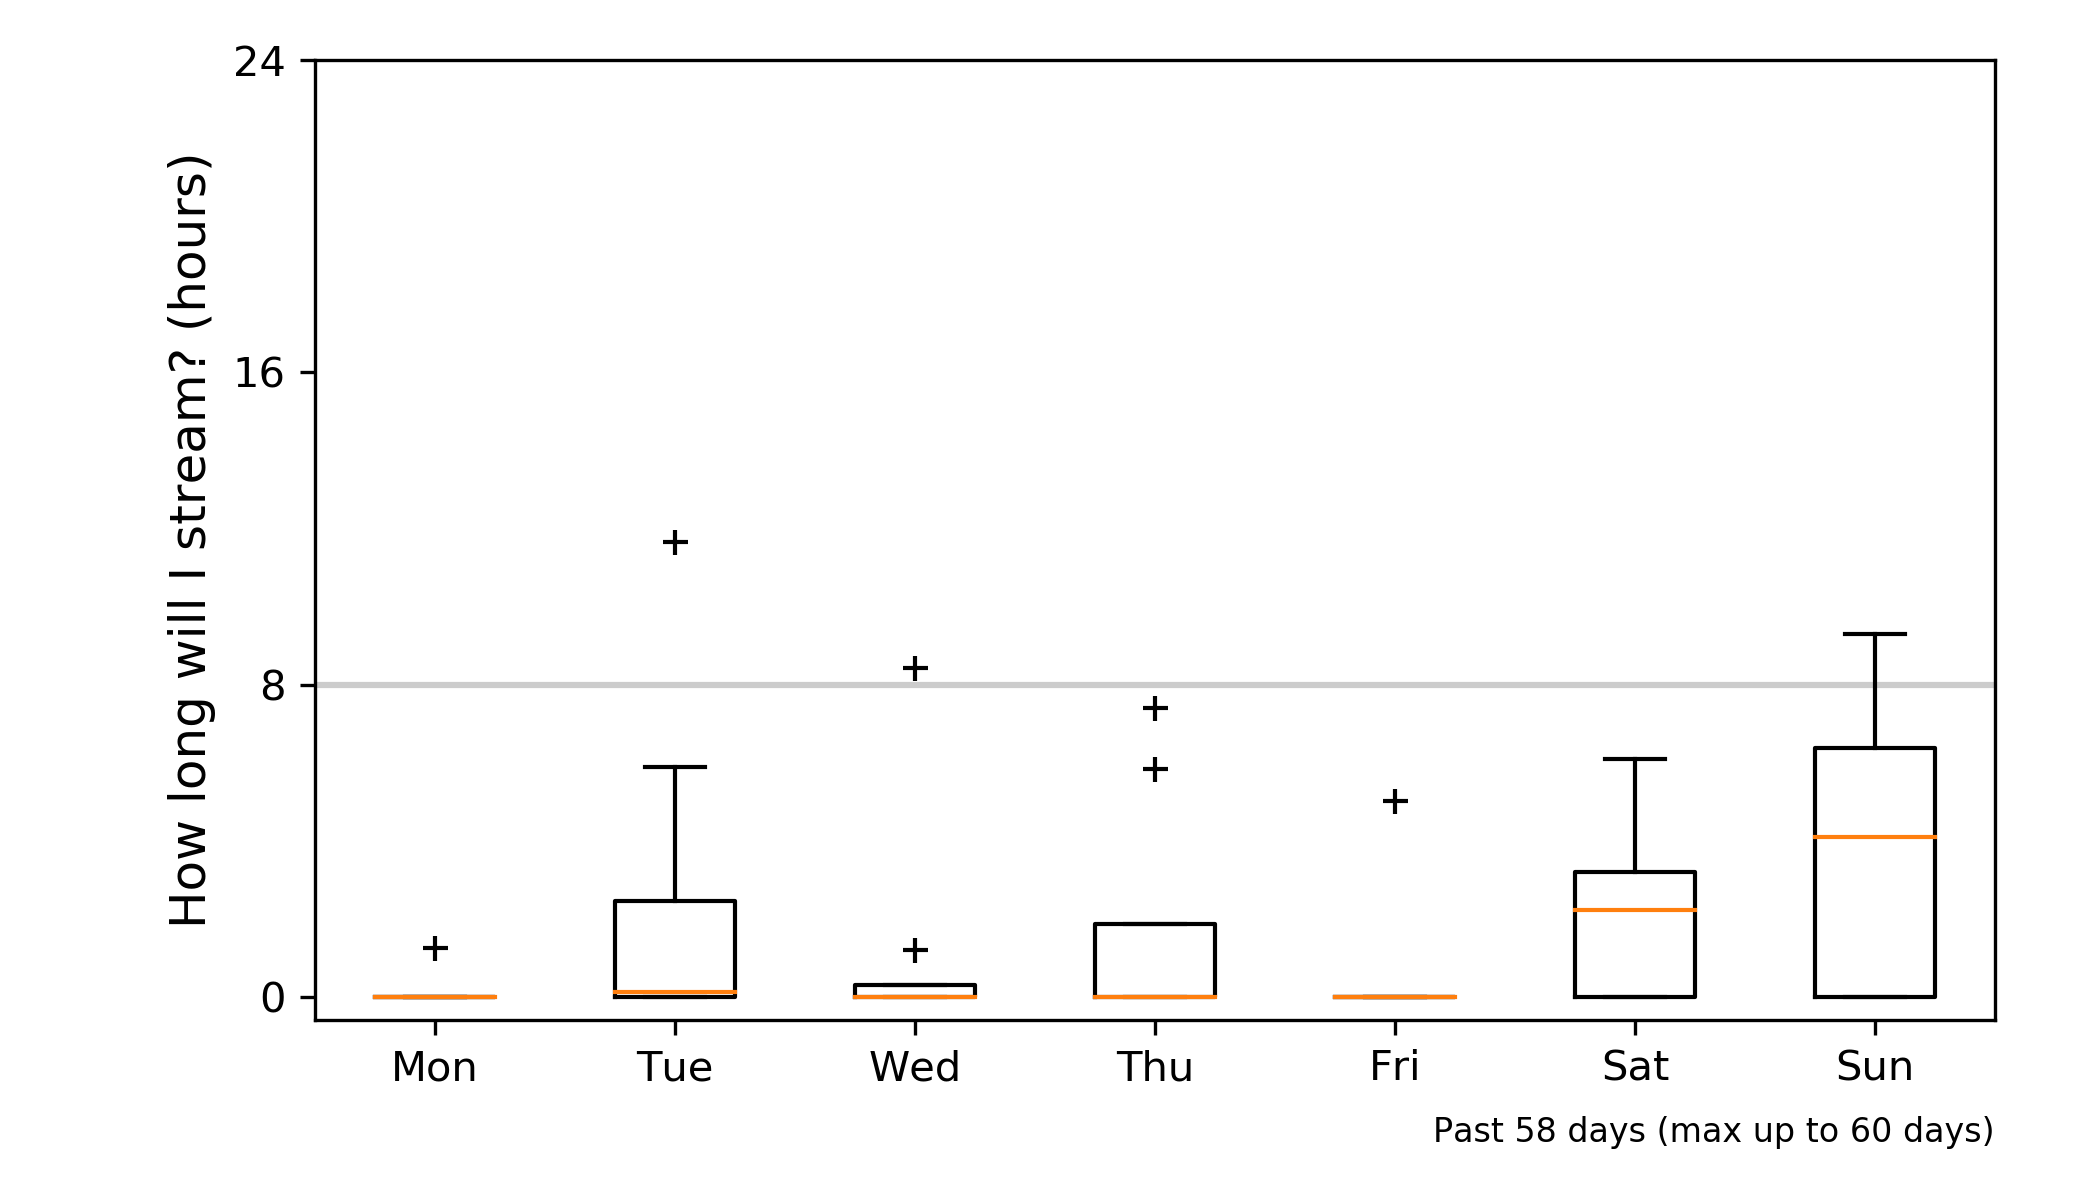 How long will I stream? (hours)
24
16
8
0
Mon Tue Wed Thu Fri Sat Sun
Past 58 days (max up to 60 days)